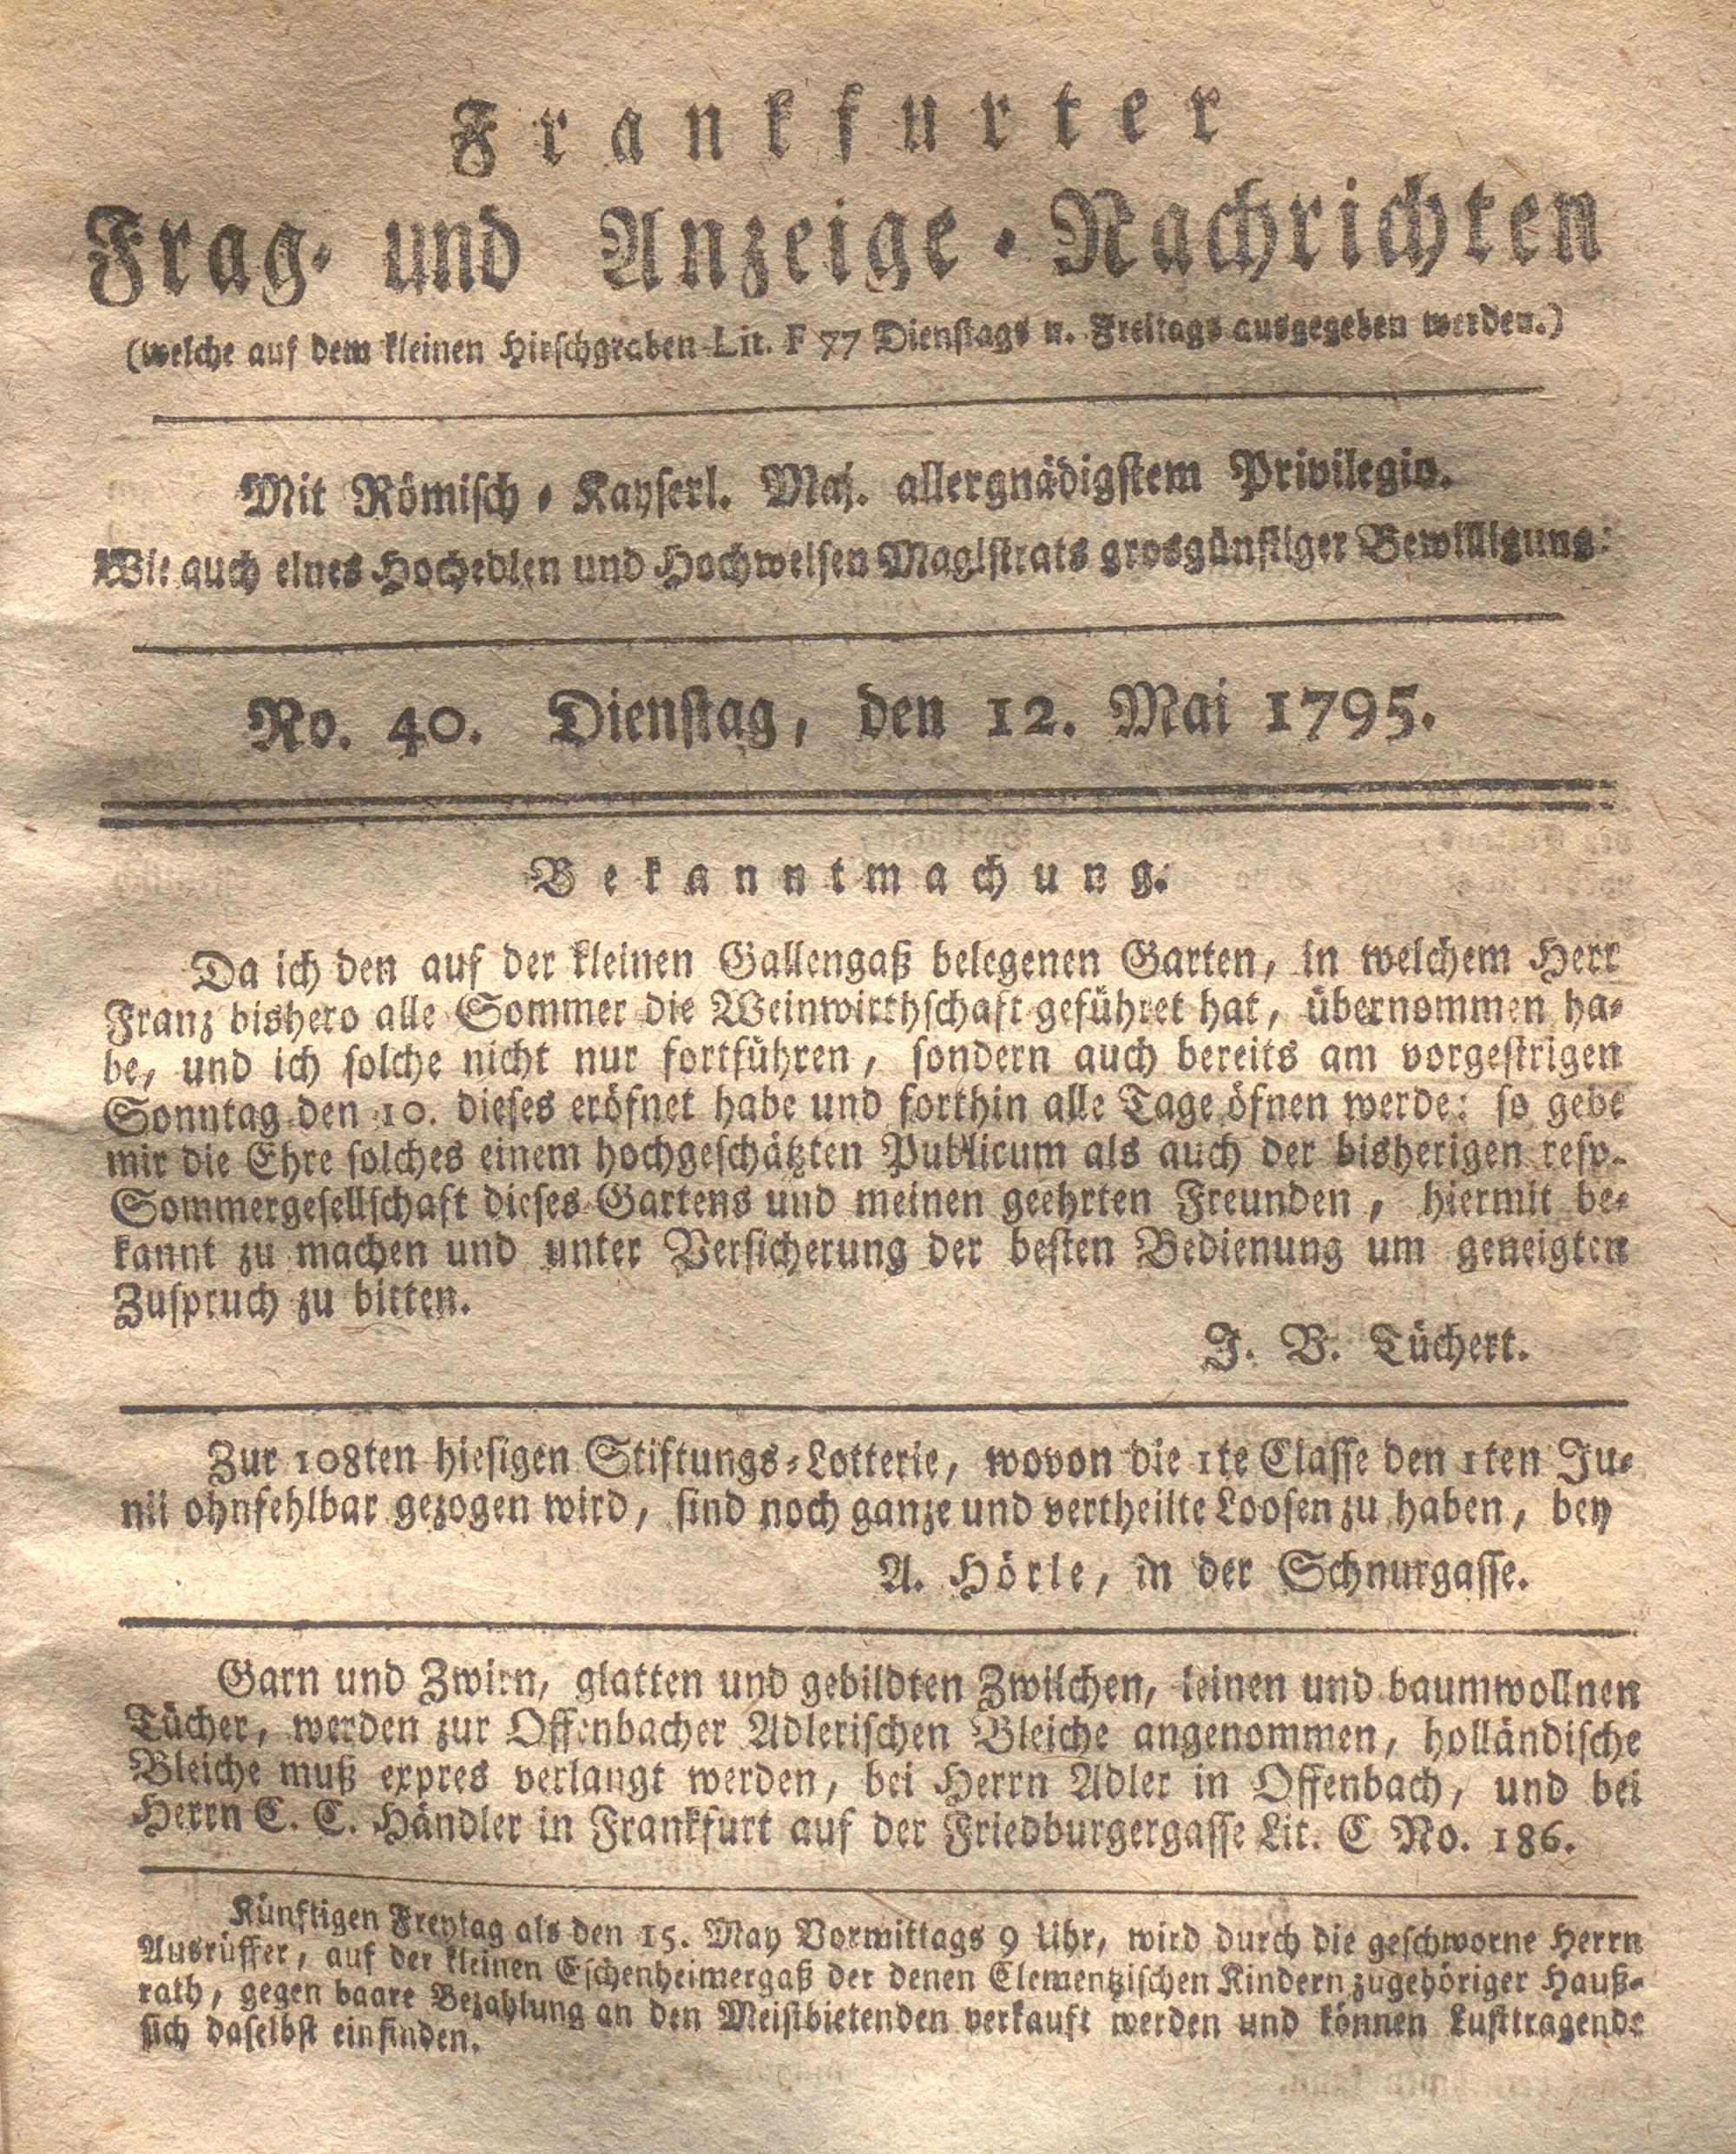 Frankfurter
Frag- und Anzeige-Nachrichten
(welche auf dem kleinen Hirschgraben Lit. F 77 Dienstags u. Freitags ausgegeben werden.)
Mit Römisch-Kayserl. Maj. allergnädigstem Privilegio.
Wie auch eines Hochedlen und Hochweisen Magistrats grosgünstiger Bewilligung.
No. 40. Dienstag, den 12. Mai 1795.
Bekanntmachung.
Da ich den auf der kleinen Gallengaß belegenen Garten, in welchem Herr
Franz bishero alle Sommer die Weinwirthschaft geführet hat, übernommen ha-
be, und ich solche nicht nur fortführen, sondern auch bereits am vorgestrigen
Sonntag den 10. dieses eröfnet habe und forthin alle Tage öfnen werde: so gebe
mir die Ehre solches einem hochgeschätzten Publicum als auch der bisherigen resp.
Sommergesellschaft dieses Gartens und meinen geehrten Freunden, hiermit be-
kannt zu machen und unter Versicherung der besten Bedienung um geneigten
Zuspruch zu bitten.
J. B. Tüchert.
Zur 108ten hiesigen Stiftungs-Lotterie, wovon die 1te Classe den 1ten Ju-
nii ohnfehlbar gezogen wird, sind noch ganze und vertheilte Loosen zu haben, bey
A. Hörle, in der Schnurgasse.
Garn und Zwirn, glatten und gebildten Zwilchen, leinen und baumwollnen
Tücher, werden zur Offenbacher Adlerischen Bleiche angenommen, holländische
Bleiche muß expres verlangt werden, bei Herrn Adler in Offenbach, und bei
Herrn C. C. Händler in Frankfurt auf der Friedburgergasse Lit. C No. 186.
Künftigen Freytag als den 15. May Vormittags 9 Uhr, wird durch die geschworne Herrn
Ausrüffer, auf der kleinen Eschenheimergaß der denen Clementzischen Kindern zugehöriger Hauß-
rath, gegen baare Bezahlung an den Meistbietenden verkauft werden und können Lusttragende
sich daselbst einfinden.